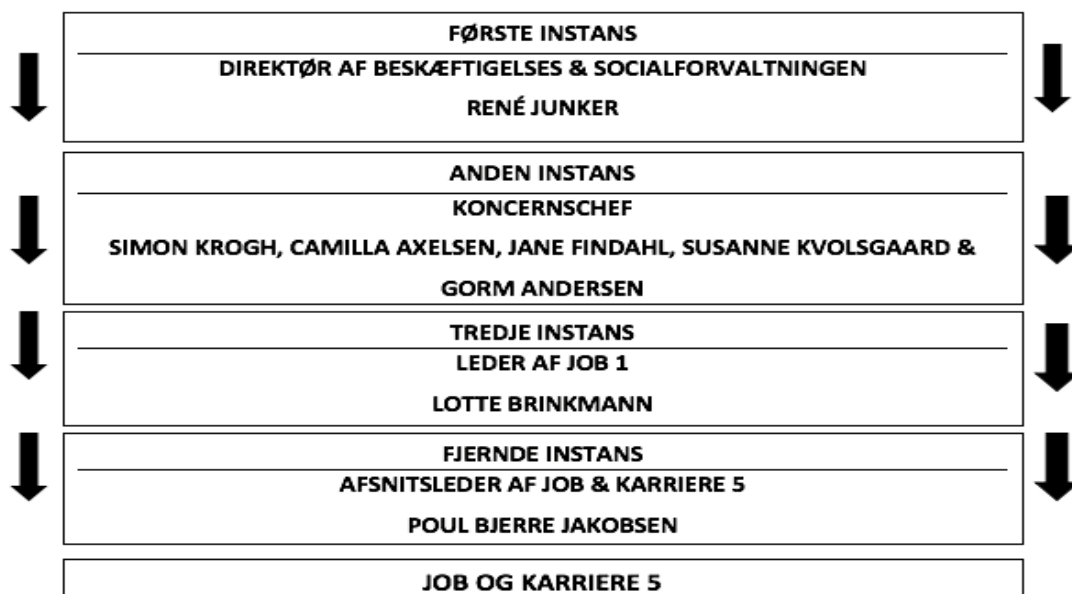 FØRSTE INSTANS
DIREKTØR AF BESKÆFTIGELSES & SOCIALFORVALTNINGEN
RENÉ JUNKER
ANDEN INSTANS
KONCERNSCHEF
SIMON KROGH, CAMILLA AXELSEN, JANE FINDAHL, SUSANNE KVOLSGAARD &
GORM ANDERSEN
TREDJE INSTANS
LEDER AF JOB 1
LOTTE BRINKMANN
FJERNDE INSTANS
AFSNITSLEDER AF JOB & KARRIERE 5
POUL BJERRE JAKOBSEN
JOB OG KARRIERE 5